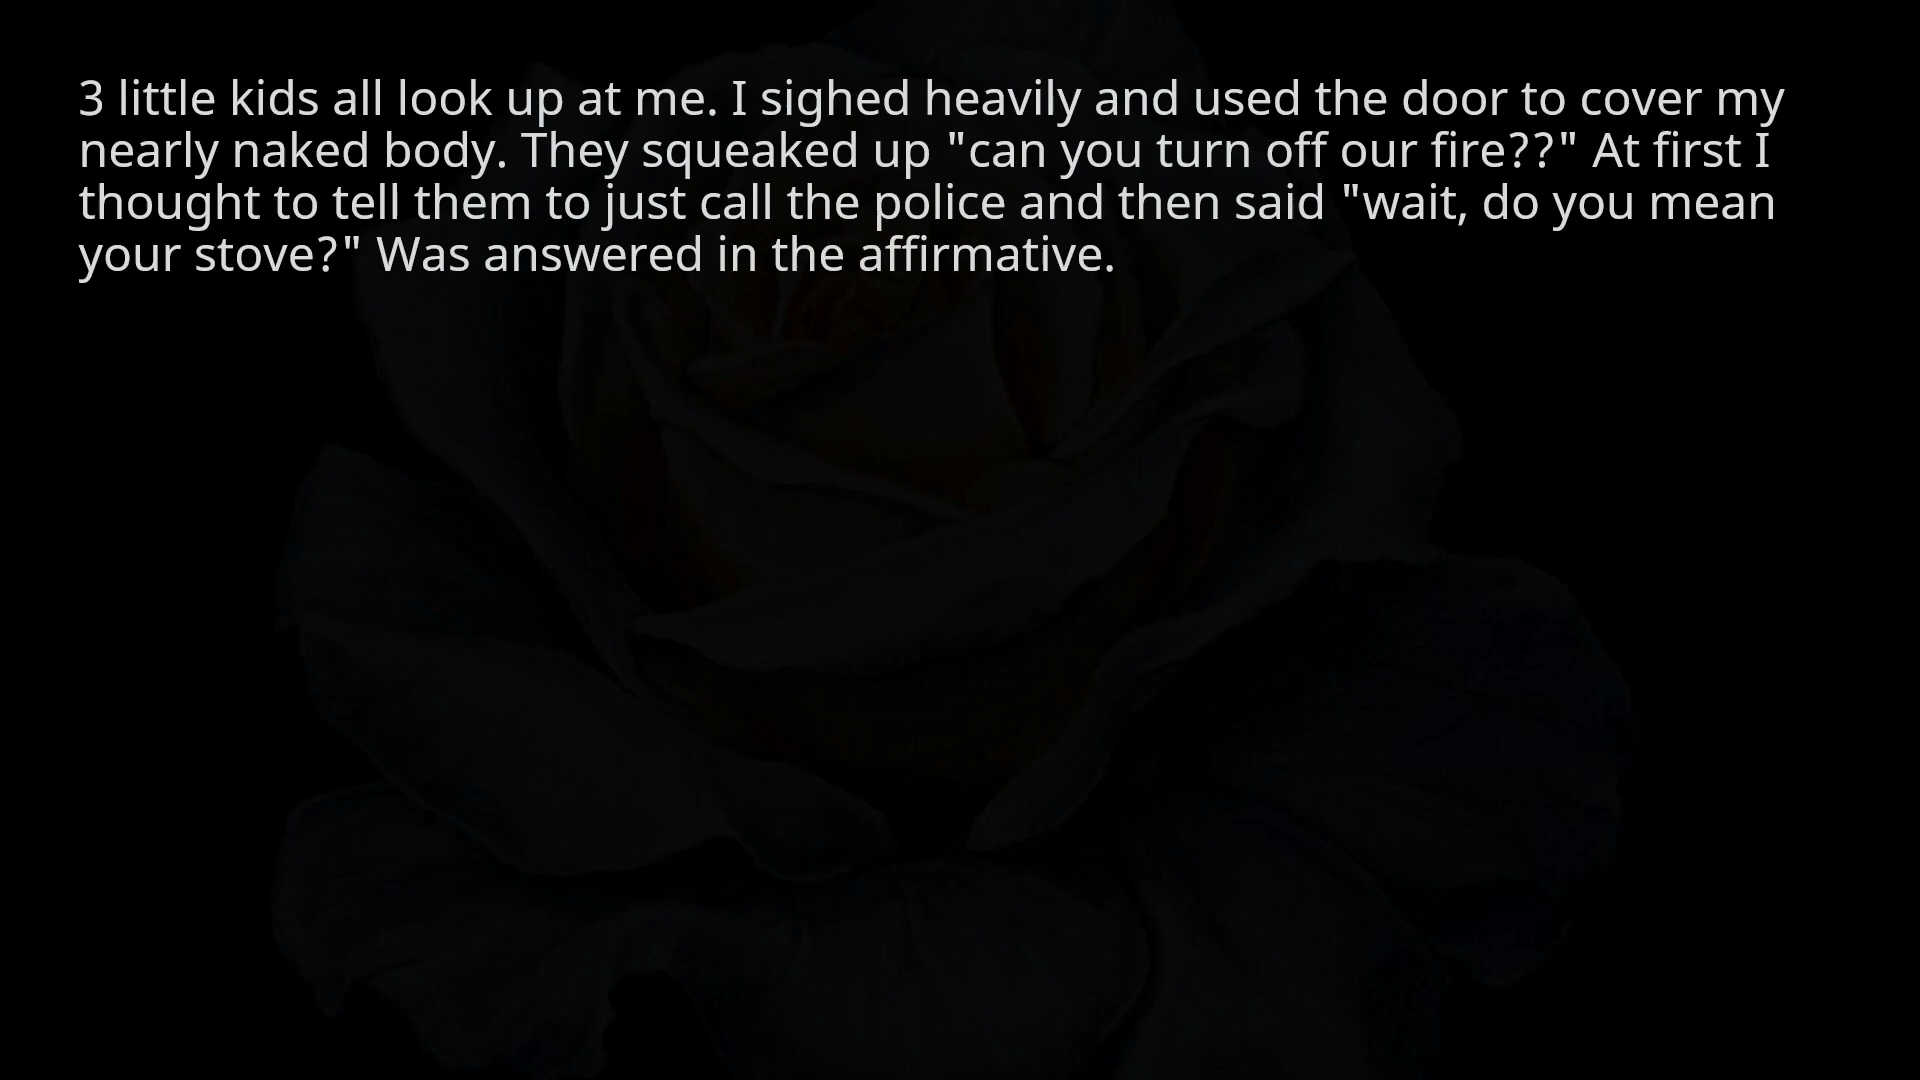 3 little kids all look up at me. I sighed heavily and used the door to cover my
nearly naked body. They squeaked up "can you turn off our fire??" At first I
thought to tell them to just call the police and then said "wait, do you mean
your stove?" Was answered in the affirmative.